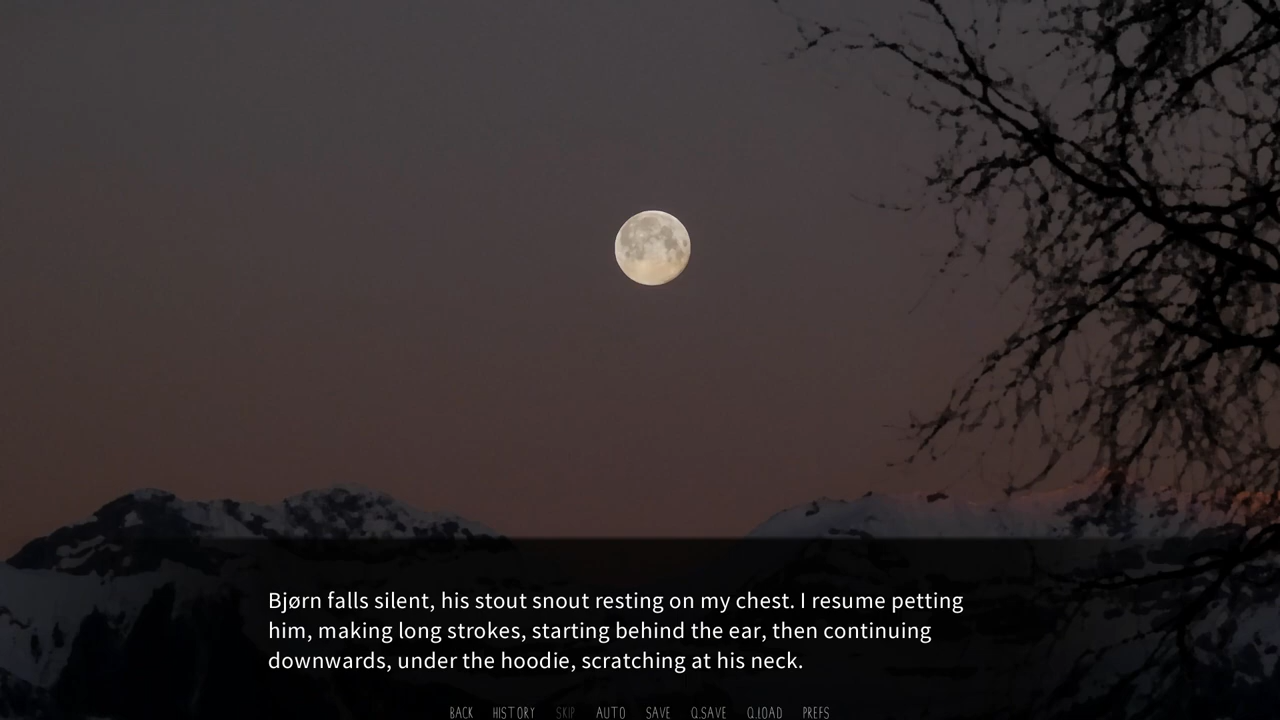 Bjørn falls silent, his stout snout resting on my chest. I resume petting
him, making long strokes, starting behind the ear, then continuing
downwards, under the hoodie, scratching at his neck.
BACK HISTORY SKIP AUTO SAVE Q.SAVE Q.LOAD PREFS